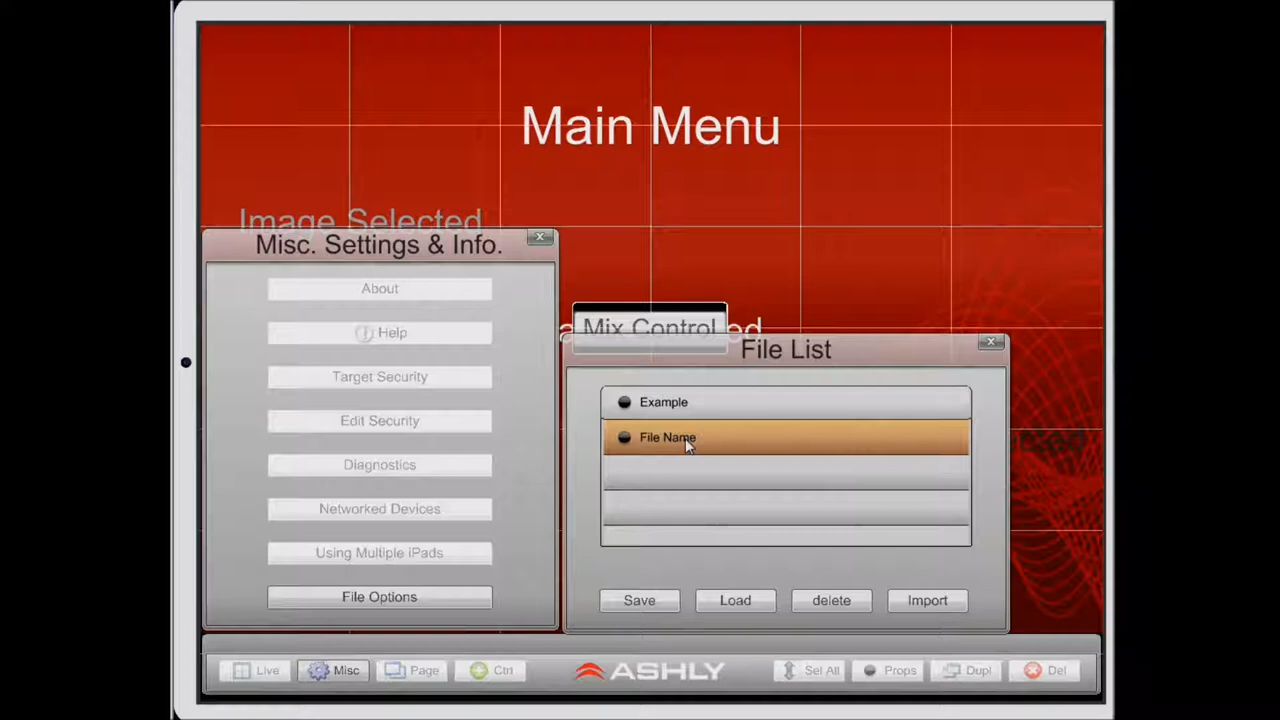 Main Menu
Image Selected
Misc. Settings & Info.
About
Help
Target Security
Edit Security
Diagnostics
Networked Devices
Using Multiple iPads
File Options
Mix Control
ed
File List
Example
File Name
Save
Load
delete
Import
Live
Misc
Page
Ctrl
ASHLY
Sel All
Props
Dupl
Del